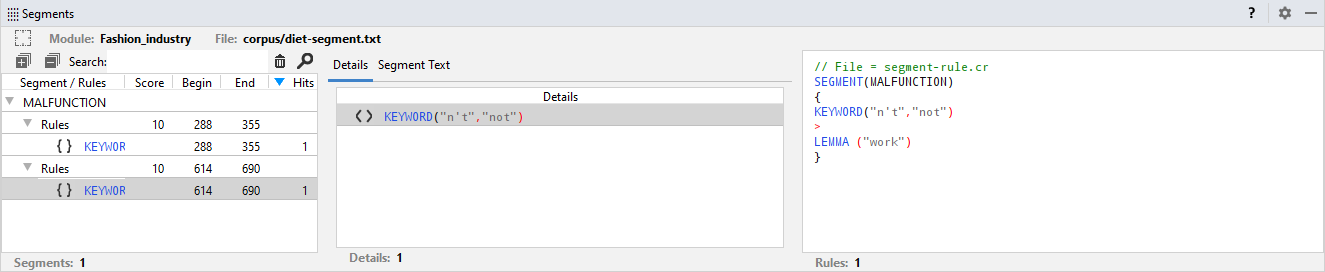 Segments ?
Module: Fashion_industry File: corpus/diet-segment.txt
Search:
Segment / Rules Score Begin End Hits
MALFUNCTION
Rules 10 288 355
{ } KEYWOR 288 355 1
Rules 10 614 690
{ } KEYWOR 614 690 1
Segments: 1
Details Segment Text
Details
<> KEYWORD("n't","not")
Details: 1
// File = segment-rule.cr
SEGMENT(MALFUNCTION)
{
KEYWORD("n't","not")
>
LEMMA ("work")
}
Rules: 1